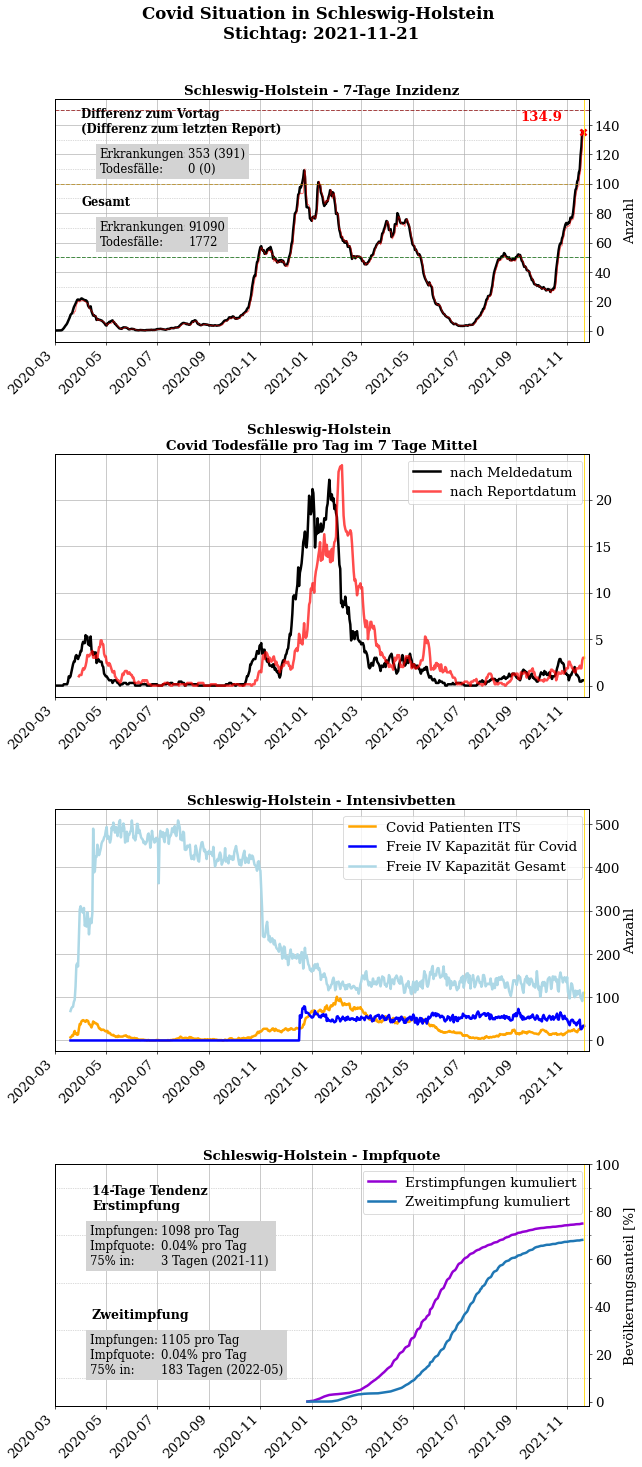 Covid Situation in Schleswig-Holstein
Stichtag: 2021-11-21
Schleswig-Holstein - 7-Tage Inzidenz
Differenz zum Vortag
(Differenz zum letzten Report)
Erkrankungen 353 (391)
Todesfälle: 0 (0)
Gesamt
Erkrankungen 91090
Todesfälle: 1772
134.9
140
120
100
80
60
40
20
0
Anzahl
2020-03 2020-05 2020-07 2020-09 2020-11 2021-01 2021-03 2021-05 2021-07 2021-09 2021-11
Schleswig-Holstein
Covid Todesfälle pro Tag im 7 Tage Mittel
nach Meldedatum
nach Reportdatum
20
15
10
5
0
2020-03 2020-05 2020-07 2020-09 2020-11 2021-01 2021-03 2021-05 2021-07 2021-09 2021-11
Schleswig-Holstein - Intensivbetten
Covid Patienten ITS
Freie IV Kapazität für Covid
Freie IV Kapazität Gesamt
500
400
300
200
100
0
Anzahl
2020-03 2020-05 2020-07 2020-09 2020-11 2021-01 2021-03 2021-05 2021-07 2021-09 2021-11
Schleswig-Holstein - Impfquote
14-Tage Tendenz
Erstimpfung
Impfungen: 1098 pro Tag
Impfquote: 0.04% pro Tag
75% in: 3 Tagen (2021-11)
Zweitimpfung
Impfungen: 1105 pro Tag
Impfquote: 0.04% pro Tag
75% in: 183 Tagen (2022-05)
Erstimpfungen kumuliert
Zweitimpfung kumuliert
100
80
60
40
20
0
Bevölkerungsanteil [%]
2020-03 2020-05 2020-07 2020-09 2020-11 2021-01 2021-03 2021-05 2021-07 2021-09 2021-11